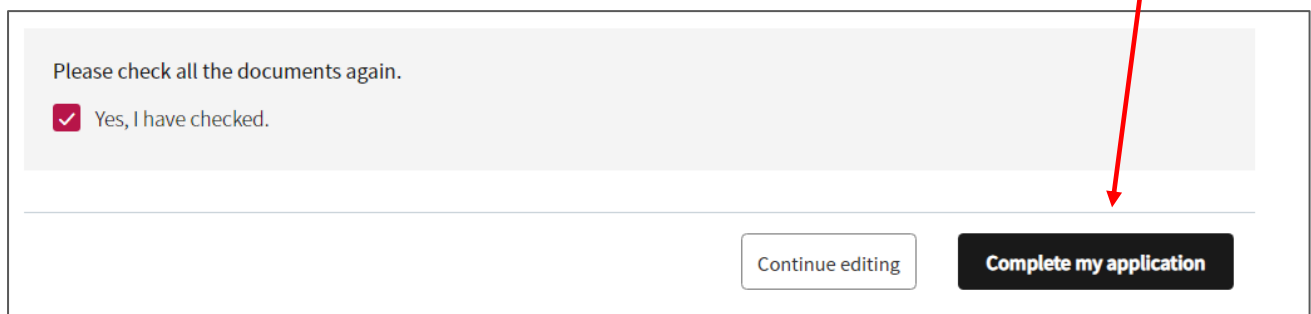 Please check all the documents again.
Yes, I have checked.
Continue editing
Complete my application